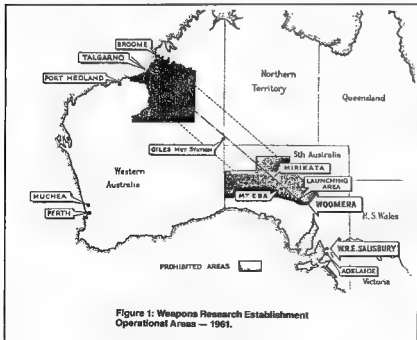 BROOME
TALGARNO
PORT HEDLAND
Northern
Territory
Queensland
GILES MET STATION
Sth Australia
MIRIKATA
LAUNCHING
AREA
Western
Australia
MT EBA
WOOMERA
MUCHEA
PERTH
N.S.Wales
W.R.E. SALISBURY
PROHIBITED AREAS
ADELAIDE
Victoria
Figure 1: Weapons Research Establishment
Operational Areas — 1961.